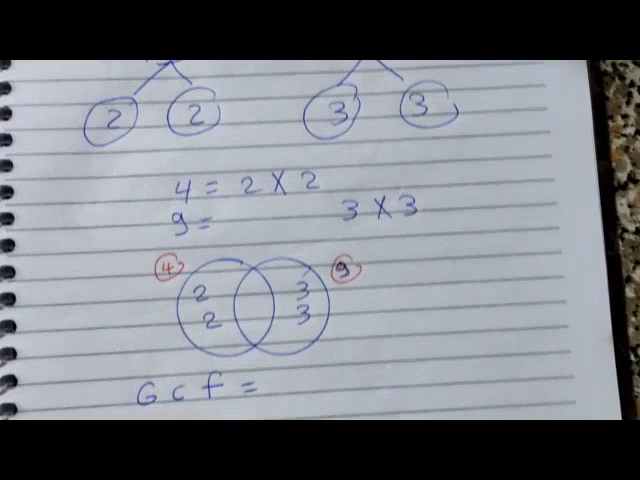 2 2 3 3
4 = 2 X 2
9 = 3 X 3
4 9
2 3
2 3
G c f =